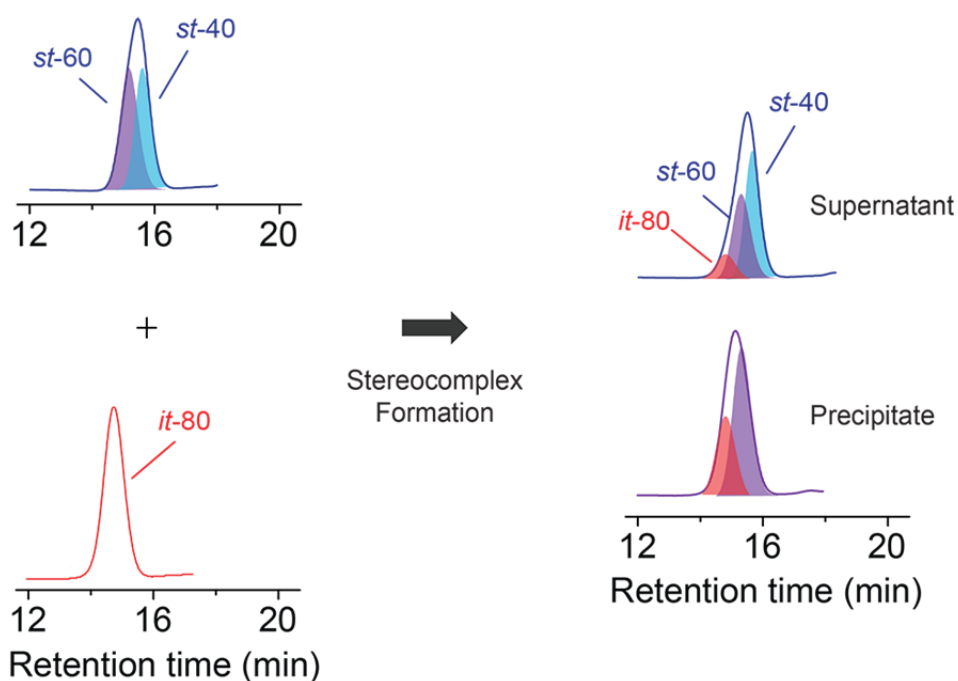 st-60
st-40
12 16 20
+
it-80
12 16 20
Retention time (min)
Stereocomplex
Formation
st-40
st-60
it-80
Supernatant
Precipitate
12 16 20
Retention time (min)